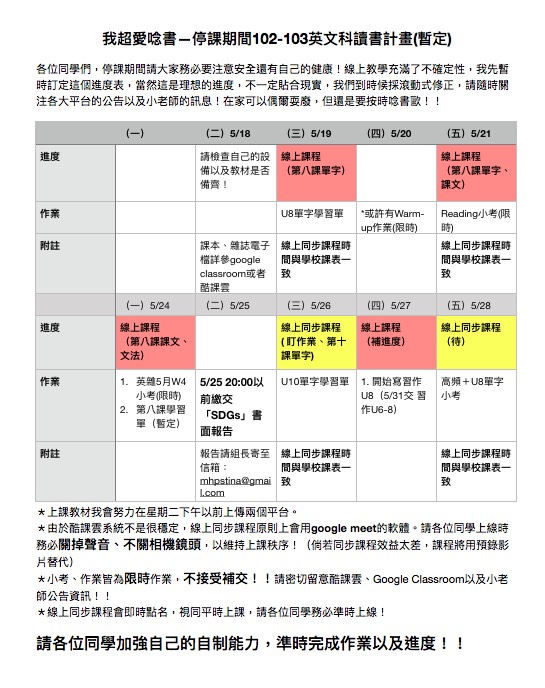 我超愛唸書－停課期間102-103英文科讀書計畫(暫定)
各位同學們，停課期間請大家務必要注意安全還有自己的健康！線上教學充滿了不確定性，我先暫
時訂定這個進度表，當然這是理想的進度，不一定貼合現實，我們到時候採滾動式修正，請隨時關
注各大平台的公告以及小老師的訊息！在家可以偶爾耍廢，但還是要按時唸書歐！！
（一）
（二）5/18
（三）5/19
（四）5/20
（五）5/21
進度
請檢查自己的設
備以及教材是否
備齊！
線上課程
（第八課單字）
線上課程
（第八課單字、
課文）
作業
U8單字學習單
*或許有Warm-
up作業(限時)
Reading小考(限
時)
附註
課本、雜誌電子
檔詳參google
classroom或者
酷課雲
線上同步課程時
間與學校課表一
致
線上同步課程時
間與學校課表一
致
（一）5/24
（二）5/25
（三）5/26
（四）5/27
（五）5/28
進度
線上課程
（第八課課文、
文法）
線上同步課程
( 盯作業、第十
課單字)
線上課程
（補進度）
線上同步課程
（待）
作業
1. 英雜5月W4
小考(限時)
2. 第八課學習
單（暫定）
5/25 20:00以
前繳交
「SDGs」書
面報告
U10單字學習單
1. 開始寫習作
U8（5/31交 習
作U6-8）
高頻＋U8單字
小考
附註
報告請組長寄至
信箱：
mhpstina@gmai
l.com
線上同步課程時
間與學校課表一
致
線上同步課程時
間與學校課表一
致
＊上課教材我會努力在星期二下午以前上傳兩個平台。
＊由於酷課雲系統不是很穩定，線上同步課程原則上會用google meet的軟體。請各位同學上線時
務必關掉聲音、不關相機鏡頭，以維持上課秩序！（倘若同步課程效益太差，課程將用預錄影
片替代）
＊小考、作業皆為限時作業，不接受補交！！請密切留意酷課雲、Google Classroom以及小老
師公告資訊！！
＊線上同步課程會即時點名，視同平時上課，請各位同學務必準時上線！
請各位同學加強自己的自制能力，準時完成作業以及進度！！